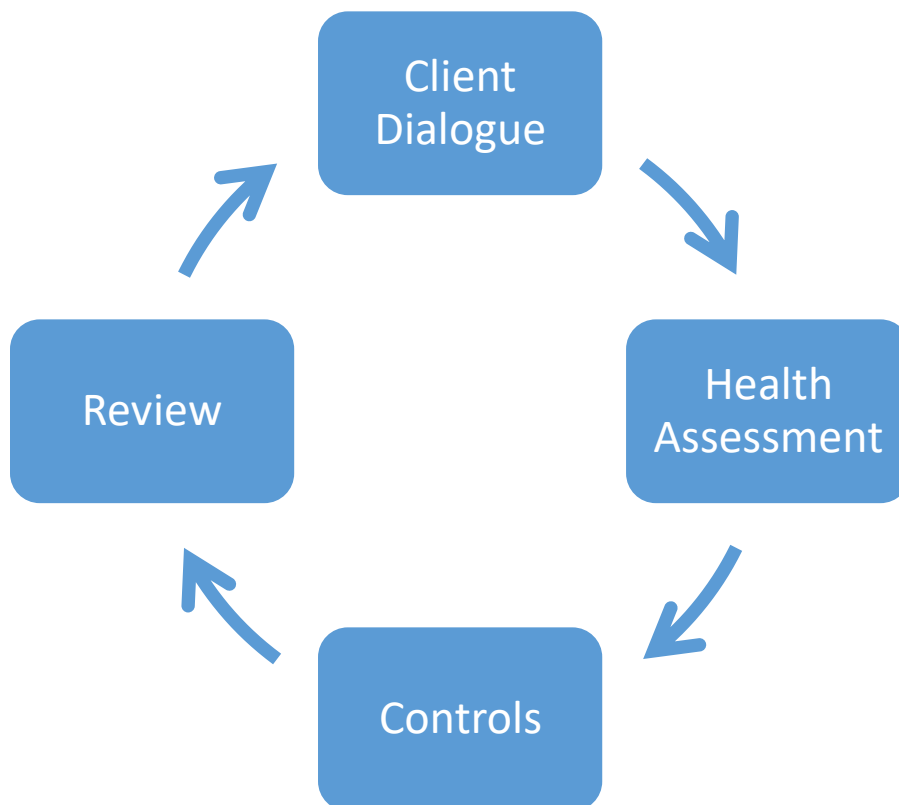 Client
Dialogue
Health
Assessment
Controls
Review